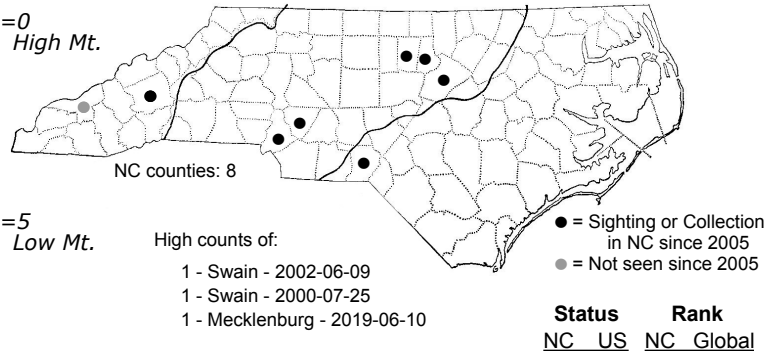 =0
High Mt.
NC counties: 8
=5
Low Mt.
High counts of:
1 - Swain - 2002-06-09
1 - Swain - 2000-07-25
1 - Mecklenburg - 2019-06-10
= Sighting or Collection
in NC since 2005
= Not seen since 2005
Status Rank
NC US NC Global